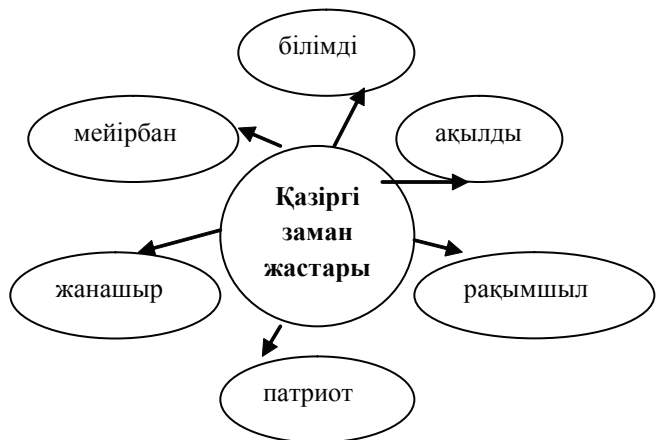 білімді
мейірбан
ақылды
Қазіргі
заман
жастары
жанашыр
рақымшыл
патриот